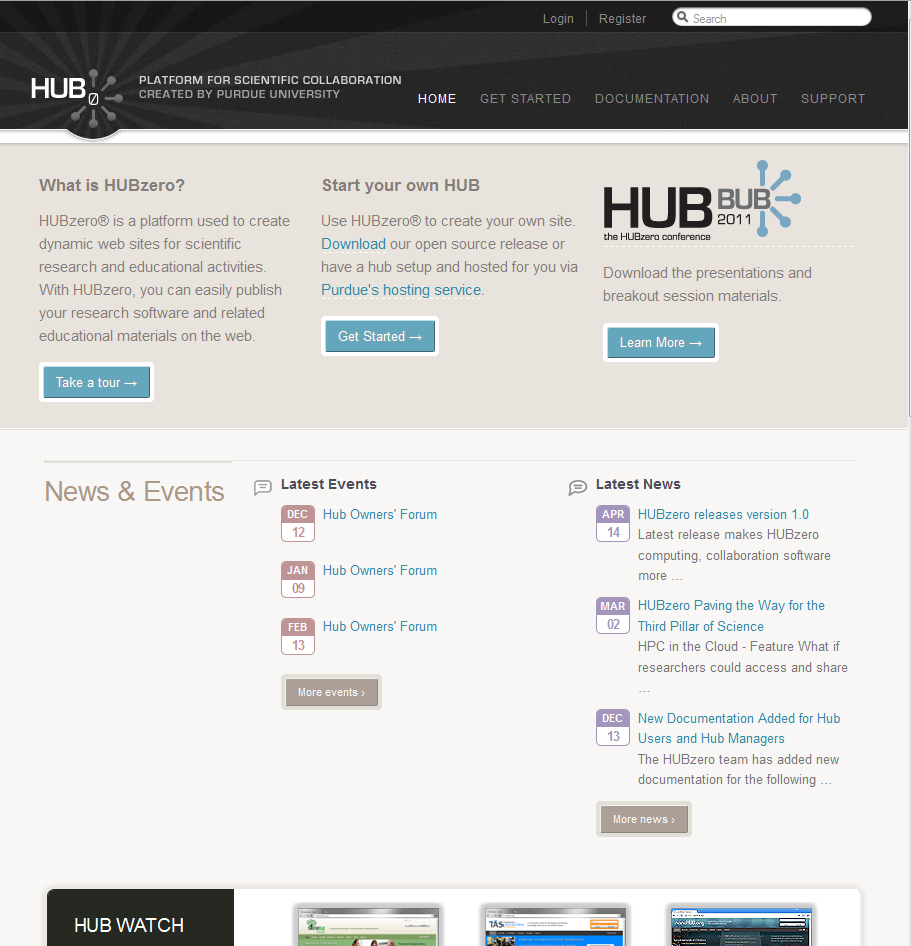 Login
Register
Search
HUB 0
PLATFORM FOR SCIENTIFIC COLLABORATION
CREATED BY PURDUE UNIVERSITY
HOME
GET STARTED
DOCUMENTATION
ABOUT
SUPPORT
What is HUBzero?
HUBzero® is a platform used to create
dynamic web sites for scientific
research and educational activities.
With HUBzero, you can easily publish
your research software and related
educational materials on the web.
Take a tour →
Start your own HUB
Use HUBzero® to create your own site.
Download our open source release or
have a hub setup and hosted for you via
Purdue's hosting service.
Get Started →
HUB BUB
2011
the HUBzero conference
Download the presentations and
breakout session materials.
Learn More →
News & Events
Latest Events
DEC
12
Hub Owners' Forum
JAN
09
Hub Owners' Forum
FEB
13
Hub Owners' Forum
More events ›
Latest News
APR
14
HUBzero releases version 1.0
Latest release makes HUBzero
computing, collaboration software
more ...
MAR
02
HUBzero Paving the Way for the
Third Pillar of Science
HPC in the Cloud - Feature What if
researchers could access and share
...
DEC
13
New Documentation Added for Hub
Users and Hub Managers
The HUBzero team has added new
documentation for the following ...
More news ›
HUB WATCH